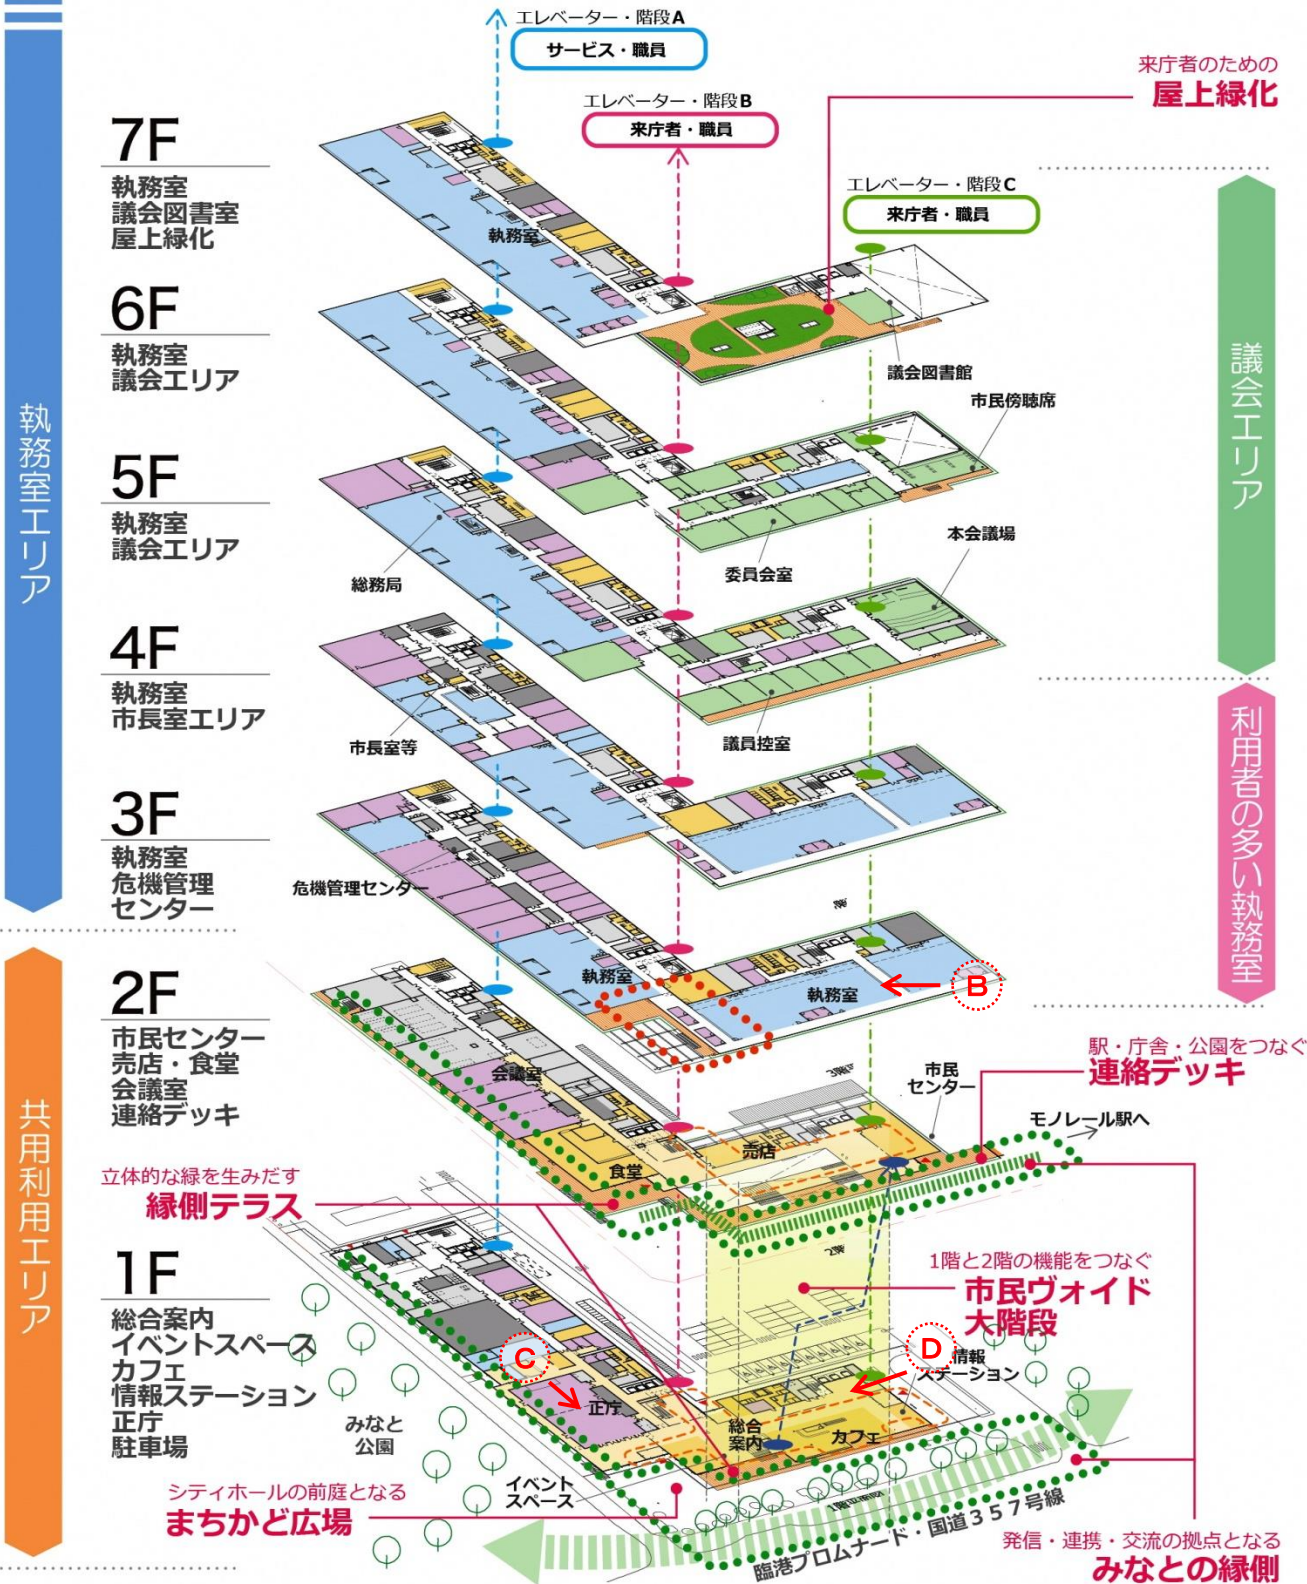 エレベーター・階段A
サービス・職員
エレベーター・階段B
来庁者・職員
来庁者のための
屋上緑化
エレベーター・階段C
来庁者・職員
7F
執務室
議会図書室
屋上緑化
執務室
議会図書館
6F
執務室
議会エリア
市民傍聴席
委員会室
5F
執務室
議会エリア
総務局
本会議場
議員控室
4F
執務室
市長室エリア
市長室等
3F
執務室
危機管理
センター
危機管理センター
執務室
執務室
B
3階
2F
市民センター
売店・食堂
会議室
連絡デッキ
会議室
食堂
売店
市民
センター
駅・庁舎・公園をつなぐ
連絡デッキ
モノレール駅へ
立体的な緑を生みだす
縁側テラス
2階
1F
総合案内
イベントスペース
カフェ
情報ステーション
正庁
駐車場
みなと
公園
C
正庁
D
情報
ステーション
総合
案内
カフェ
イベント
スペース
1階と2階の機能をつなぐ
市民ヴォイド
大階段
シティホールの前庭となる
まちかど広場
臨港プロムナード・国道357号線
発信・連携・交流の拠点となる
みなとの縁側
執務室エリア
共用利用エリア
議会エリア
利用者の多い執務室